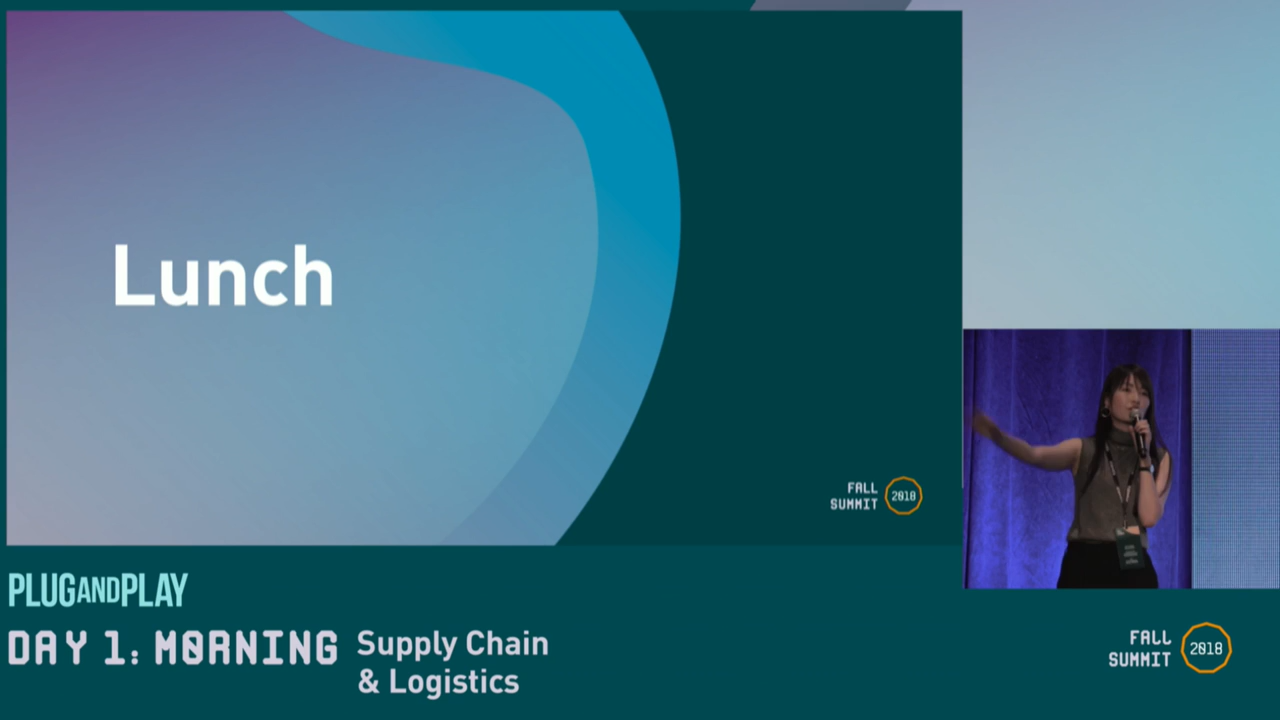 Lunch
FALL
SUMMIT
2018
PLUGANDPLAY
DAY 1: MORNING
Supply Chain
& Logistics
FALL
SUMMIT
2018